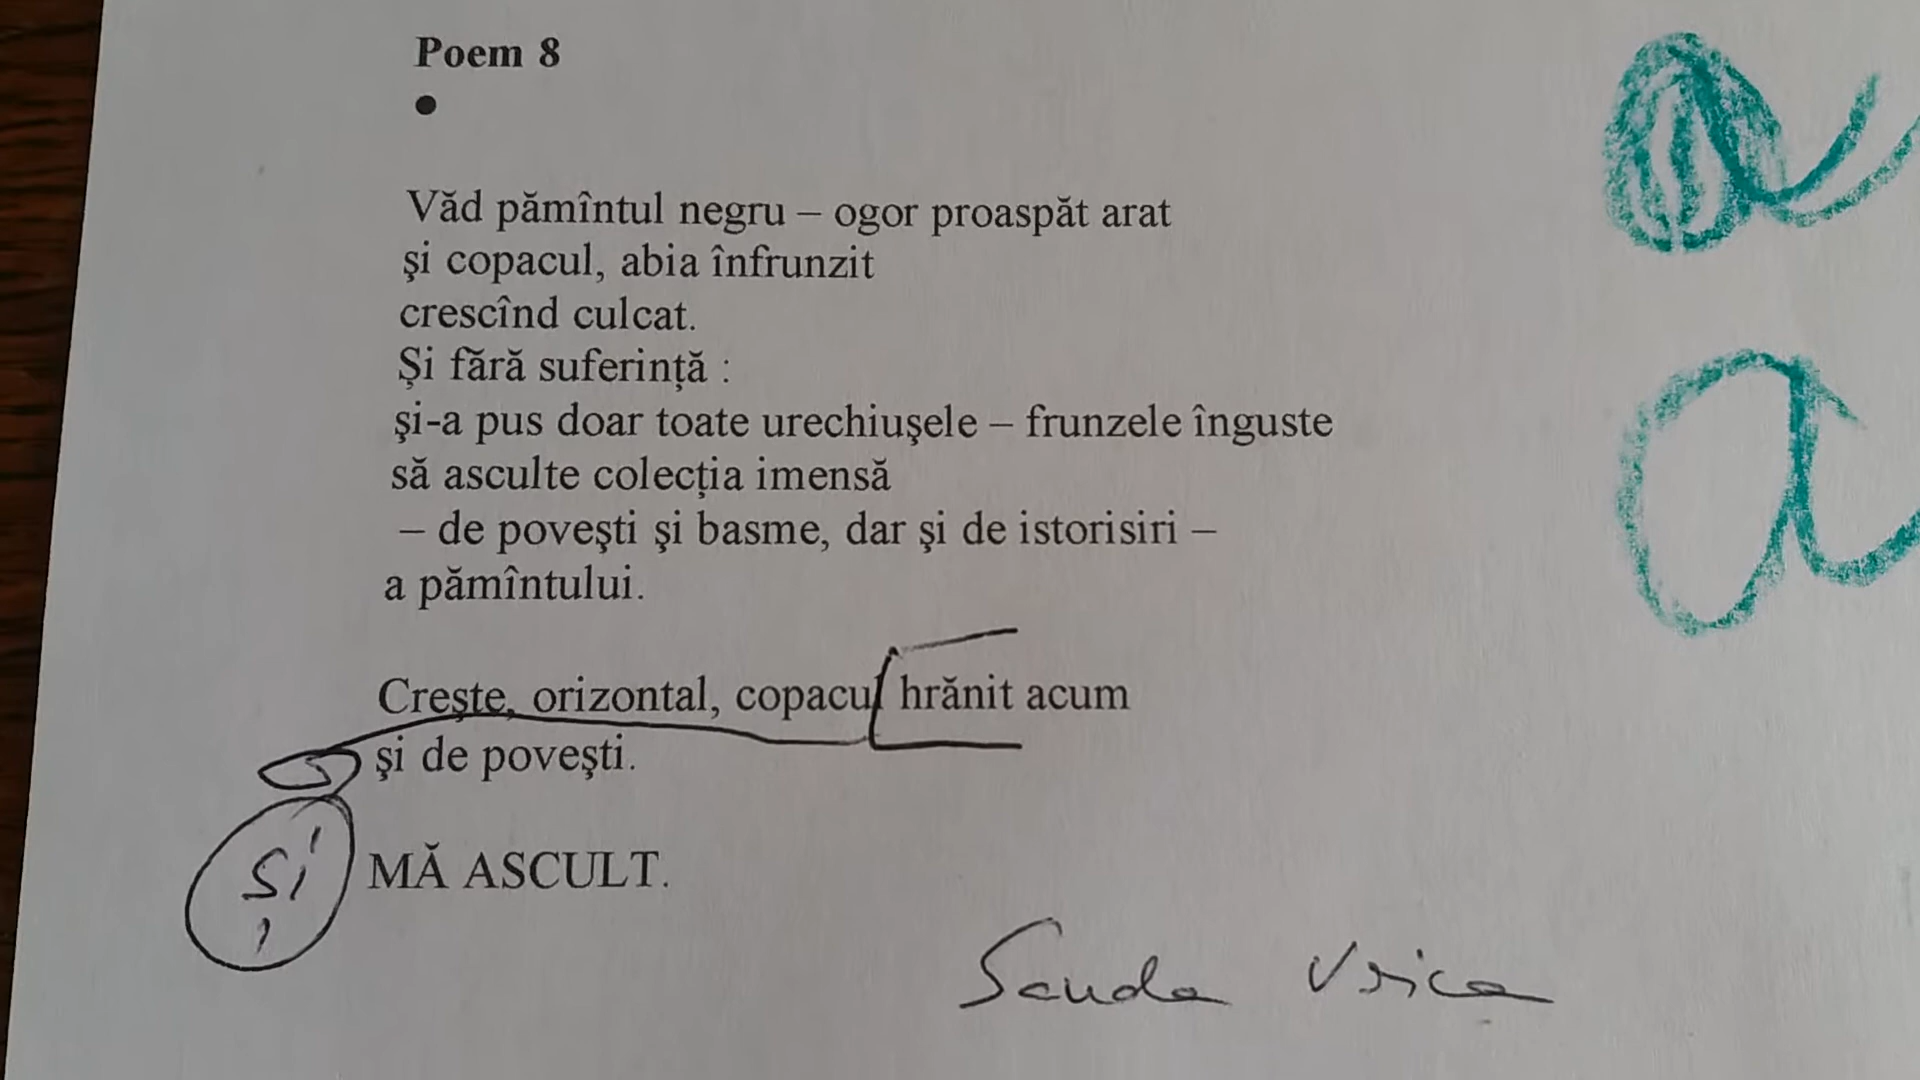 Poem 8
●
Văd pămîntul negru – ogor proaspăt arat
şi copacul, abia înfrunzit
crescînd culcat.
Și fără suferință :
şi-a pus doar toate urechiuşele – frunzele înguste
să asculte colecția imensă
– de poveşti şi basme, dar şi de istorisiri –
a pămîntului.
Creşte, orizontal, copacul hrănit acum
şi de poveşti.
și MĂ ASCULT.
Sanda Voica
a
a